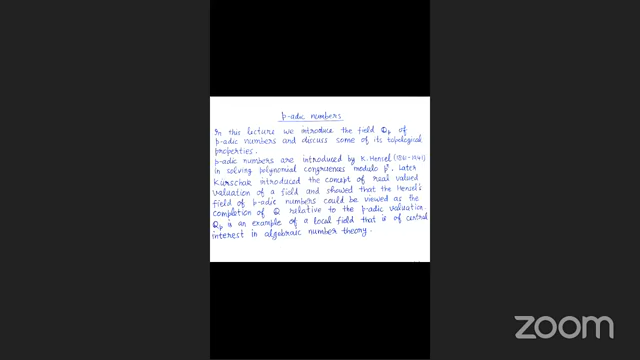 p-adic numbers
In this lecture we introduce the field Qp of
p-adic numbers and discuss some of its topological
properties.
p-adic numbers are introduced by K. Hensel (1861-1941)
in solving polynomial congruences modulo p. Later
Kürschak introduced the concept of real valued
valuation of a field and showed that the Hensel's
field of p-adic numbers could be viewed as the
completion of Q relative to the p-adic valuation.
Qp is an example of a local field that is of central
interest in algebraic number theory.
zoom